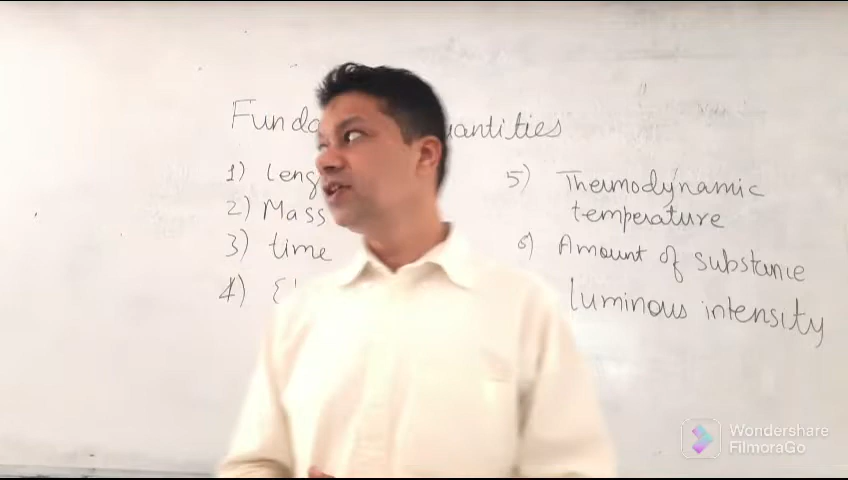 Funda uantities
1) Leng
2) Mass
3) time
4)
5) Thermodynamic
temperature
6) Amount of substance
luminous intensity
Wondershare
FilmoraGo